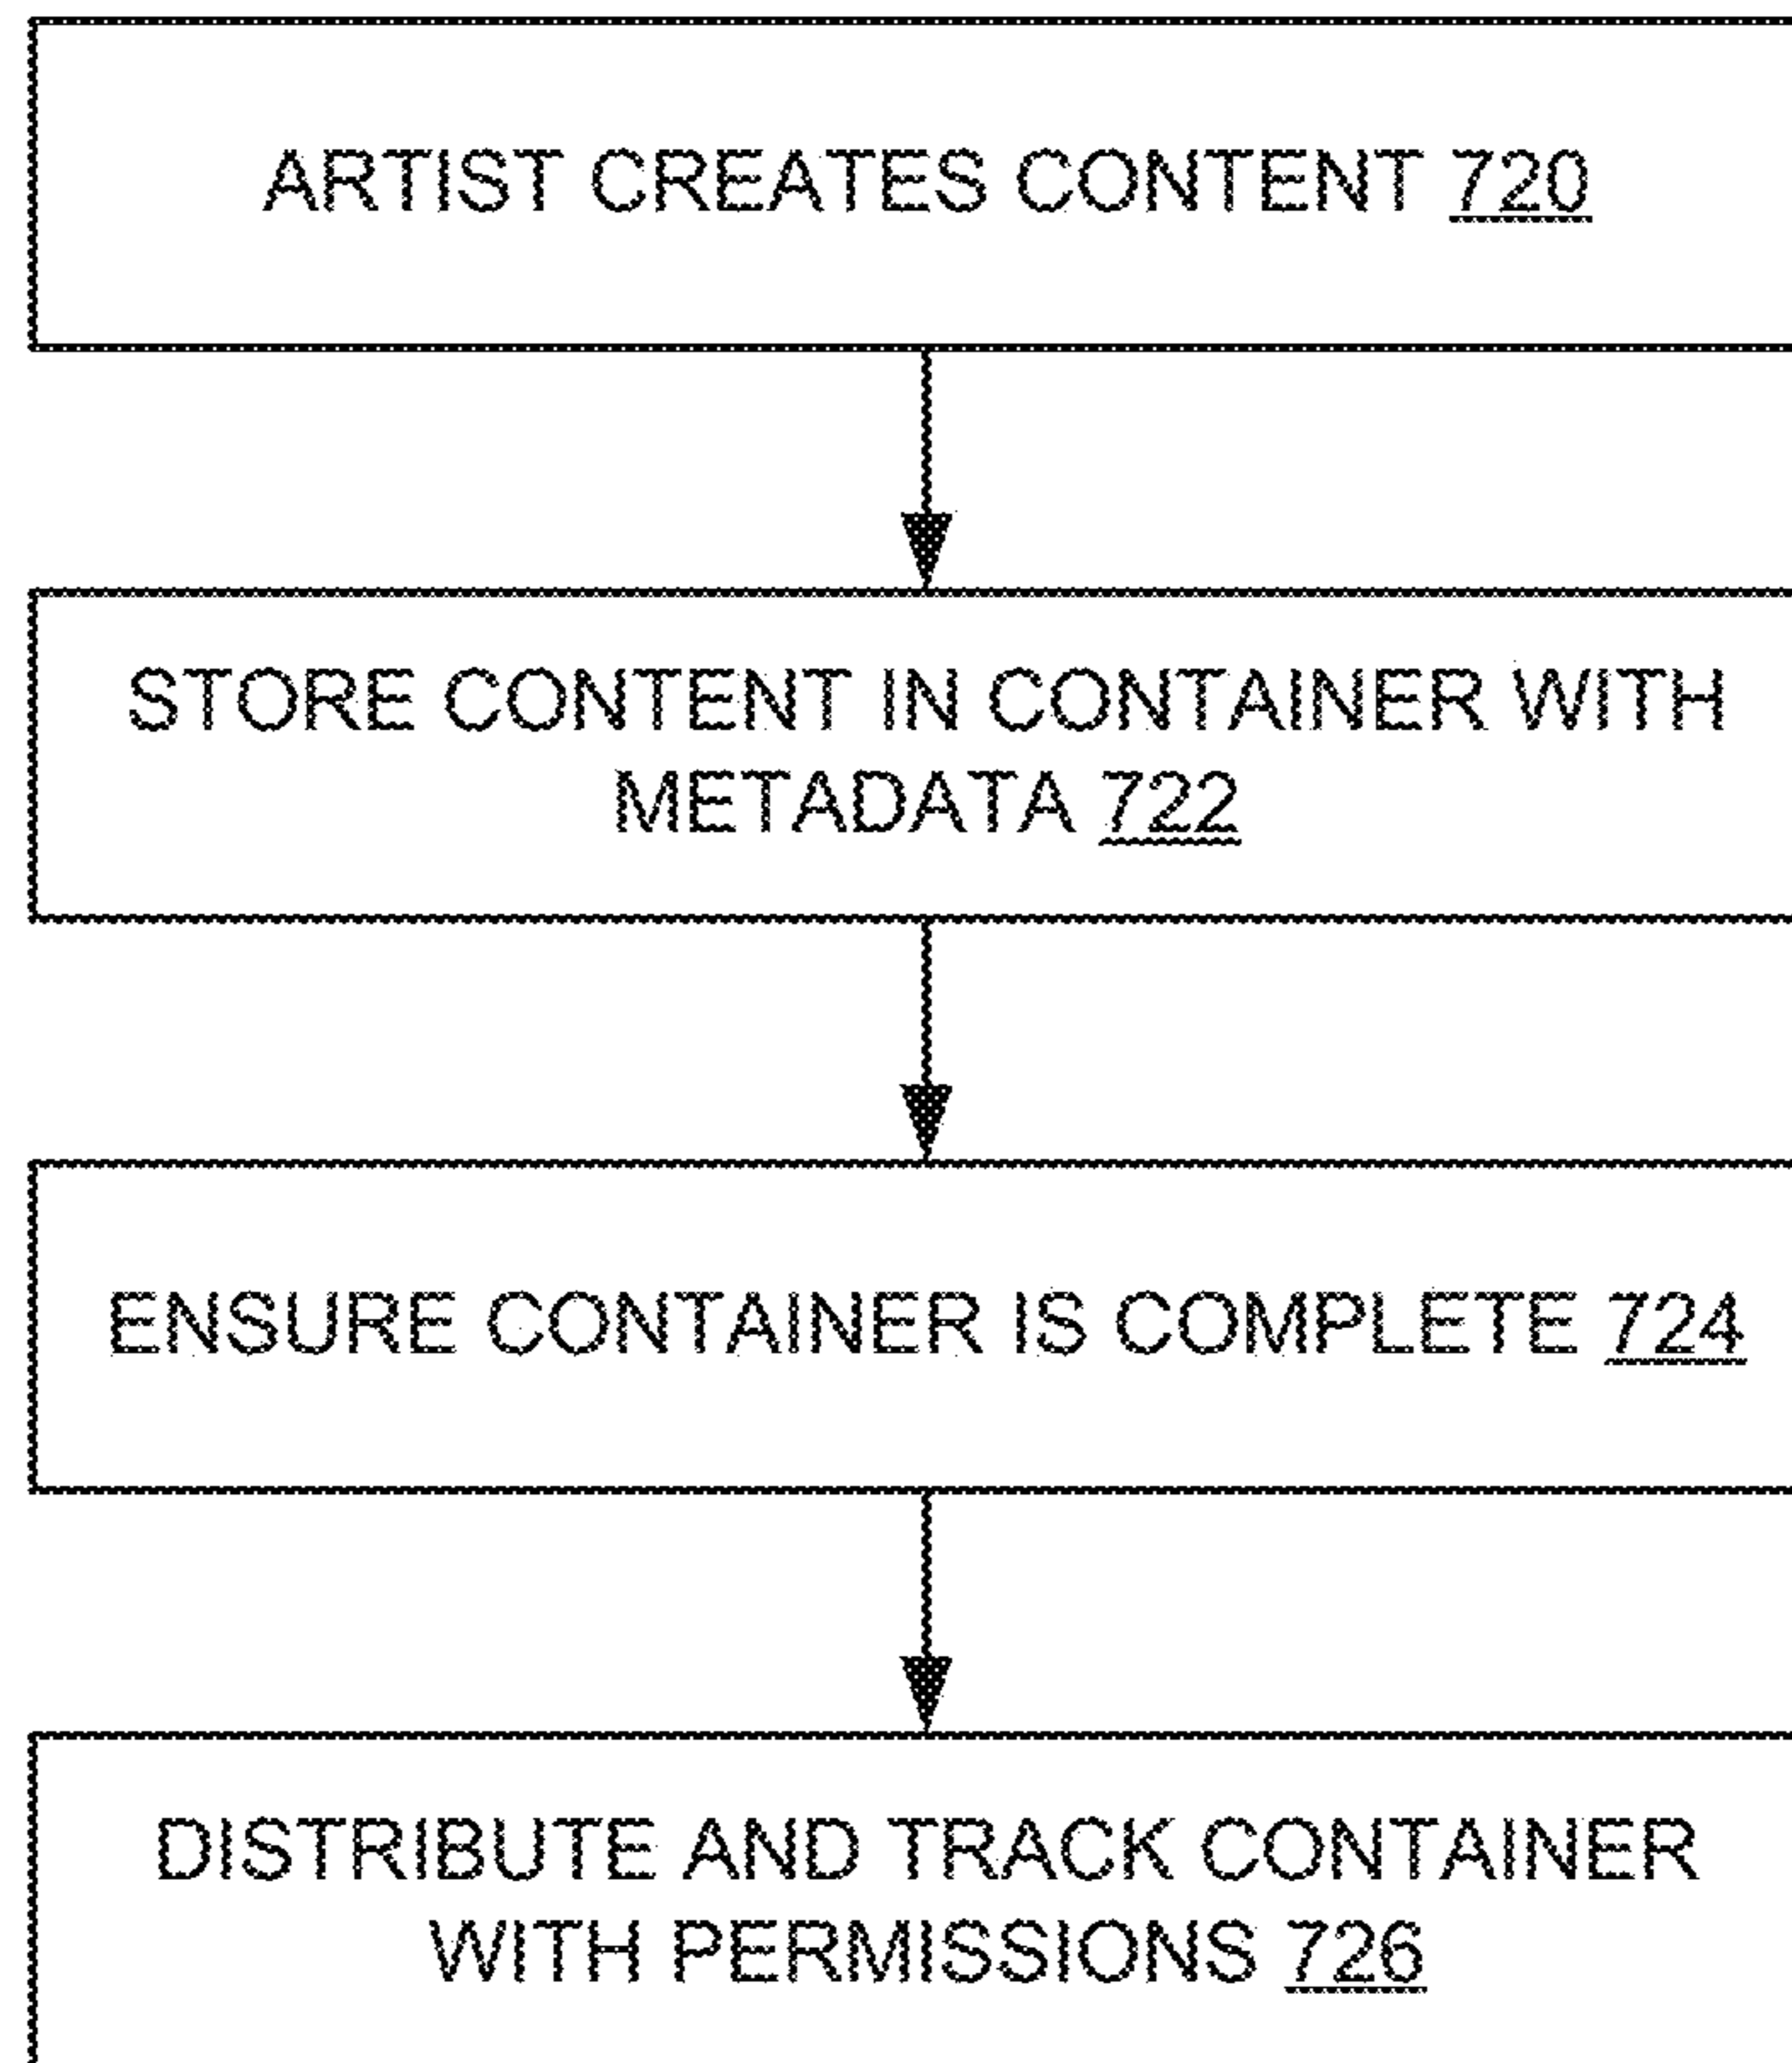 ARTIST CREATES CONTENT 720
STORE CONTENT IN CONTAINER WITH
METADATA 722
ENSURE CONTAINER IS COMPLETE 724
DISTRIBUTE AND TRACK CONTAINER
WITH PERMISSIONS 726